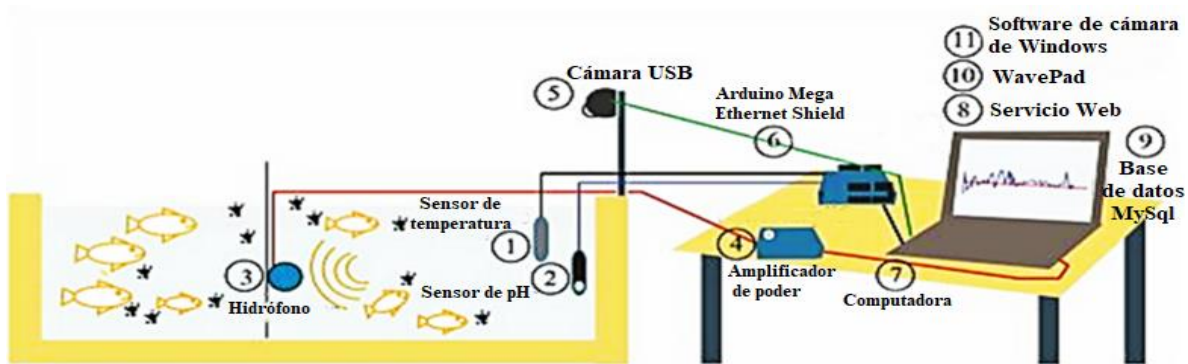 11 Software de cámara
de Windows
10 WavePad
8 Servicio Web
9
Base
de datos
MySql
Cámara USB
5
Arduino Mega
Ethernet Shield
6
Sensor de
temperatura
1
2
3
Hidrófono
Sensor de pH
4
Amplificador
de poder
7
Computadora